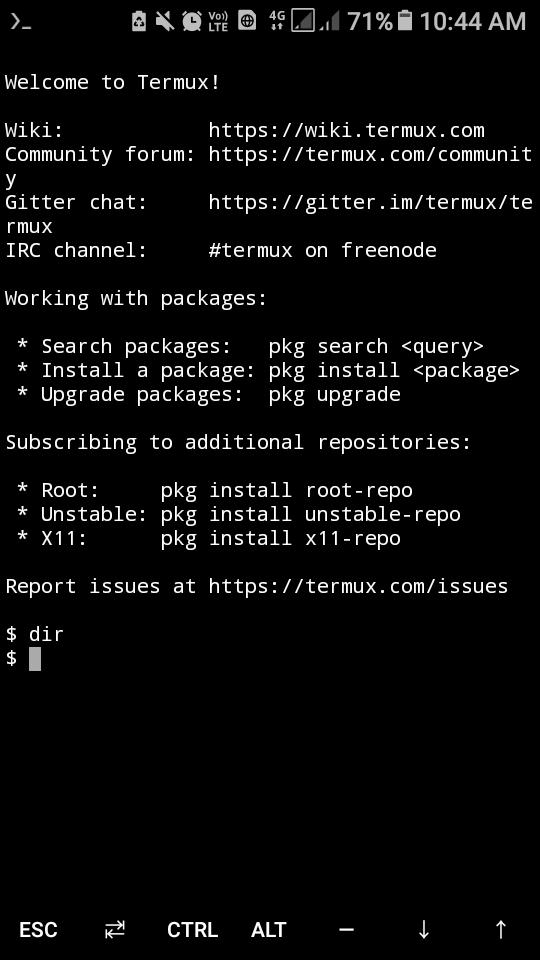 >_ Vo)) LTE 4G 71% 10:44 AM
Welcome to Termux!
Wiki: https://wiki.termux.com
Community forum: https://termux.com/communit
y
Gitter chat: https://gitter.im/termux/te
rmux
IRC channel: #termux on freenode
Working with packages:
* Search packages: pkg search <query>
* Install a package: pkg install <package>
* Upgrade packages: pkg upgrade
Subscribing to additional repositories:
* Root: pkg install root-repo
* Unstable: pkg install unstable-repo
* X11: pkg install x11-repo
Report issues at https://termux.com/issues
$ dir
$
ESC ⇄ CTRL ALT − ↓ ↑